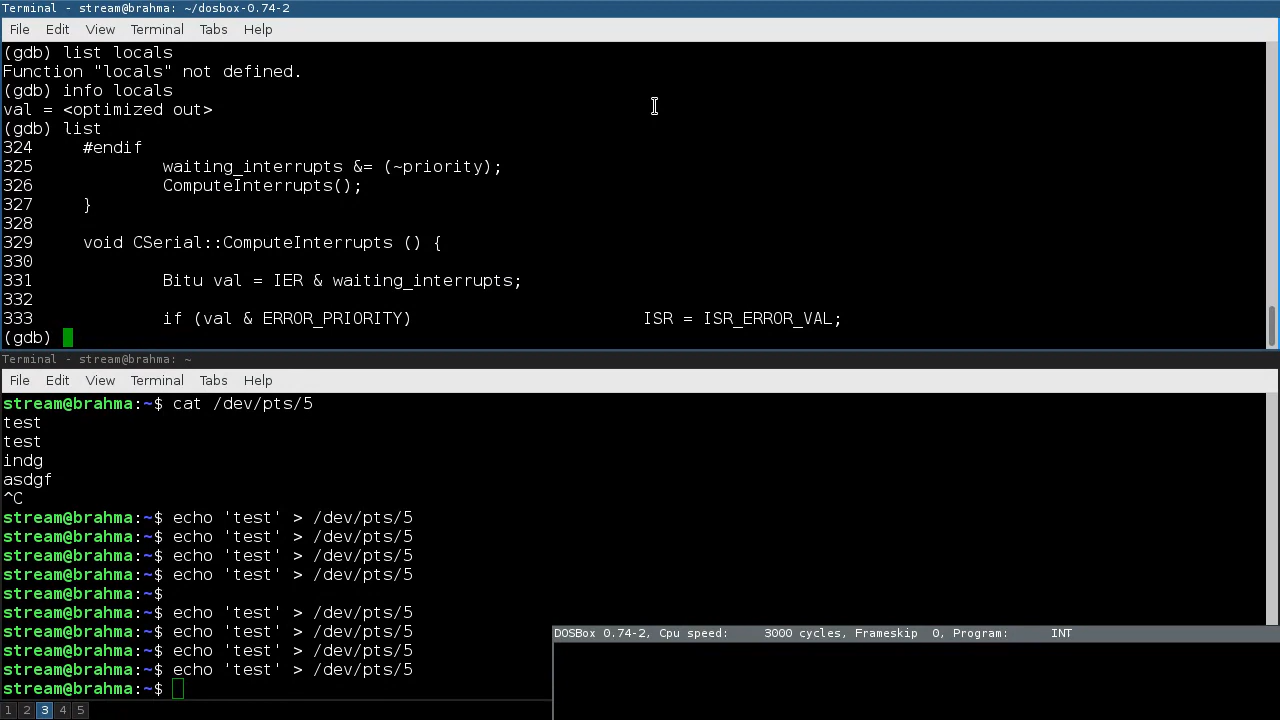 Terminal - stream@brahma: ~/dosbox-0.74-2
File Edit View Terminal Tabs Help
(gdb) list locals
Function "locals" not defined.
(gdb) info locals
val = <optimized out>
(gdb) list
324 #endif
325 waiting_interrupts &= (~priority);
326 ComputeInterrupts();
327 }
328
329 void CSerial::ComputeInterrupts () {
330
331 Bitu val = IER & waiting_interrupts;
332
333 if (val & ERROR_PRIORITY) ISR = ISR_ERROR_VAL;
(gdb)
Terminal - stream@brahma: ~
File Edit View Terminal Tabs Help
stream@brahma:~$ cat /dev/pts/5
test
test
indg
asdgf
^C
stream@brahma:~$ echo 'test' > /dev/pts/5
stream@brahma:~$ echo 'test' > /dev/pts/5
stream@brahma:~$ echo 'test' > /dev/pts/5
stream@brahma:~$ echo 'test' > /dev/pts/5
stream@brahma:~$
stream@brahma:~$ echo 'test' > /dev/pts/5
stream@brahma:~$ echo 'test' > /dev/pts/5
stream@brahma:~$ echo 'test' > /dev/pts/5
stream@brahma:~$ echo 'test' > /dev/pts/5
stream@brahma:~$
DOSBox 0.74-2, Cpu speed: 3000 cycles, Frameskip 0, Program: INT
1 2 3 4 5